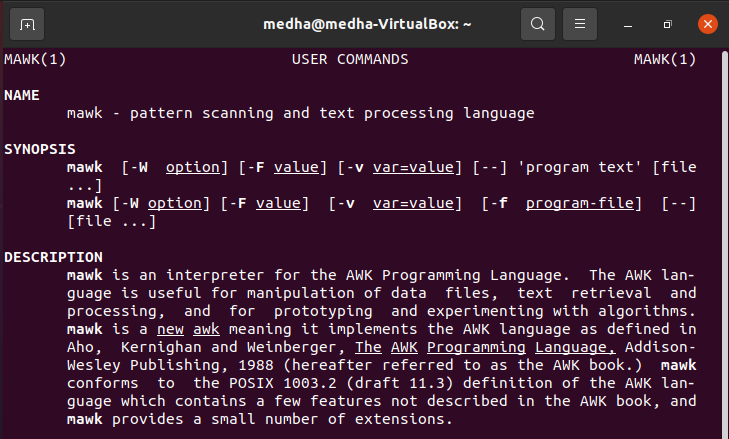 medha@medha-VirtualBox: ~
MAWK(1) USER COMMANDS MAWK(1)
NAME
mawk - pattern scanning and text processing language
SYNOPSIS
mawk [-W option] [-F value] [-v var=value] [--] 'program text' [file
...]
mawk [-W option] [-F value] [-v var=value] [-f program-file] [--]
[file ...]
DESCRIPTION
mawk is an interpreter for the AWK Programming Language. The AWK lan-
guage is useful for manipulation of data files, text retrieval and
processing, and for prototyping and experimenting with algorithms.
mawk is a new awk meaning it implements the AWK language as defined in
Aho, Kernighan and Weinberger, The AWK Programming Language, Addison-
Wesley Publishing, 1988 (hereafter referred to as the AWK book.) mawk
conforms to the POSIX 1003.2 (draft 11.3) definition of the AWK lan-
guage which contains a few features not described in the AWK book, and
mawk provides a small number of extensions.